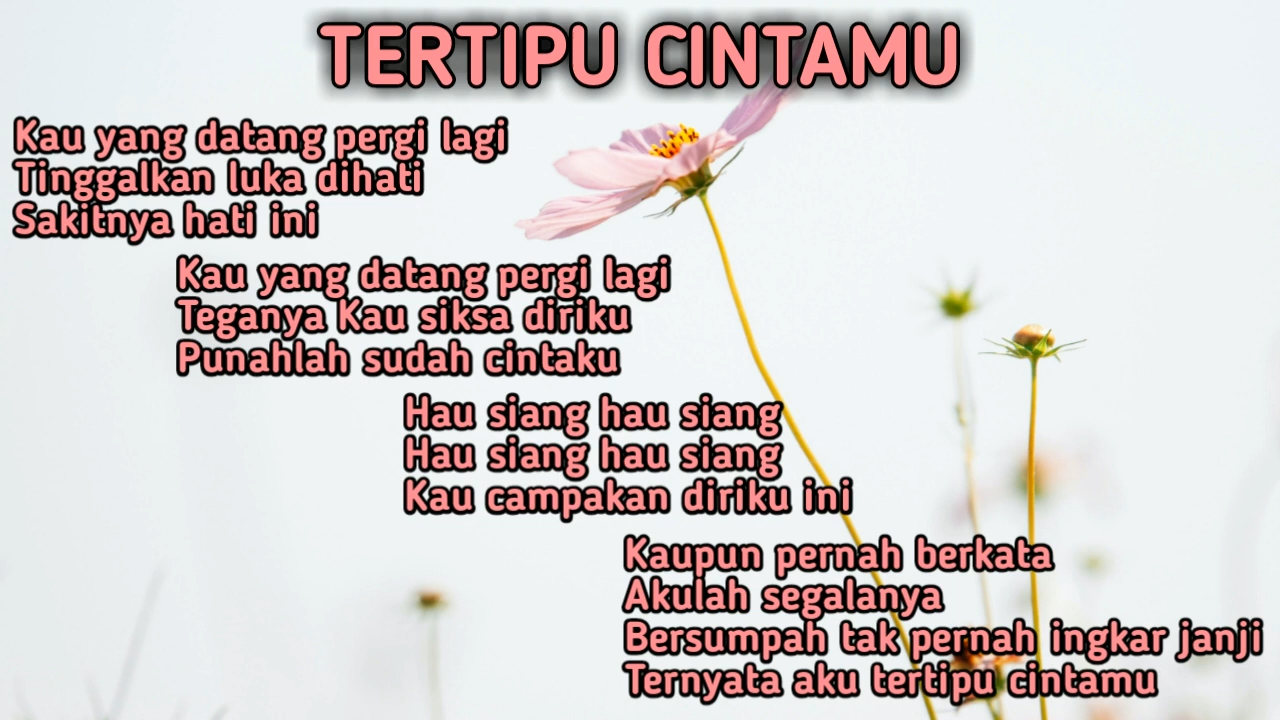 TERTIPU CINTAMU
Kau yang datang pergi lagi
Tinggalkan luka dihati
Sakitnya hati ini
Kau yang datang pergi lagi
Teganya Kau siksa diriku
Punahlah sudah cintaku
Hau siang hau siang
Hau siang hau siang
Kau campakan diriku ini
Kaupun pernah berkata
Akulah segalanya
Bersumpah tak pernah ingkar janji
Ternyata aku tertipu cintamu